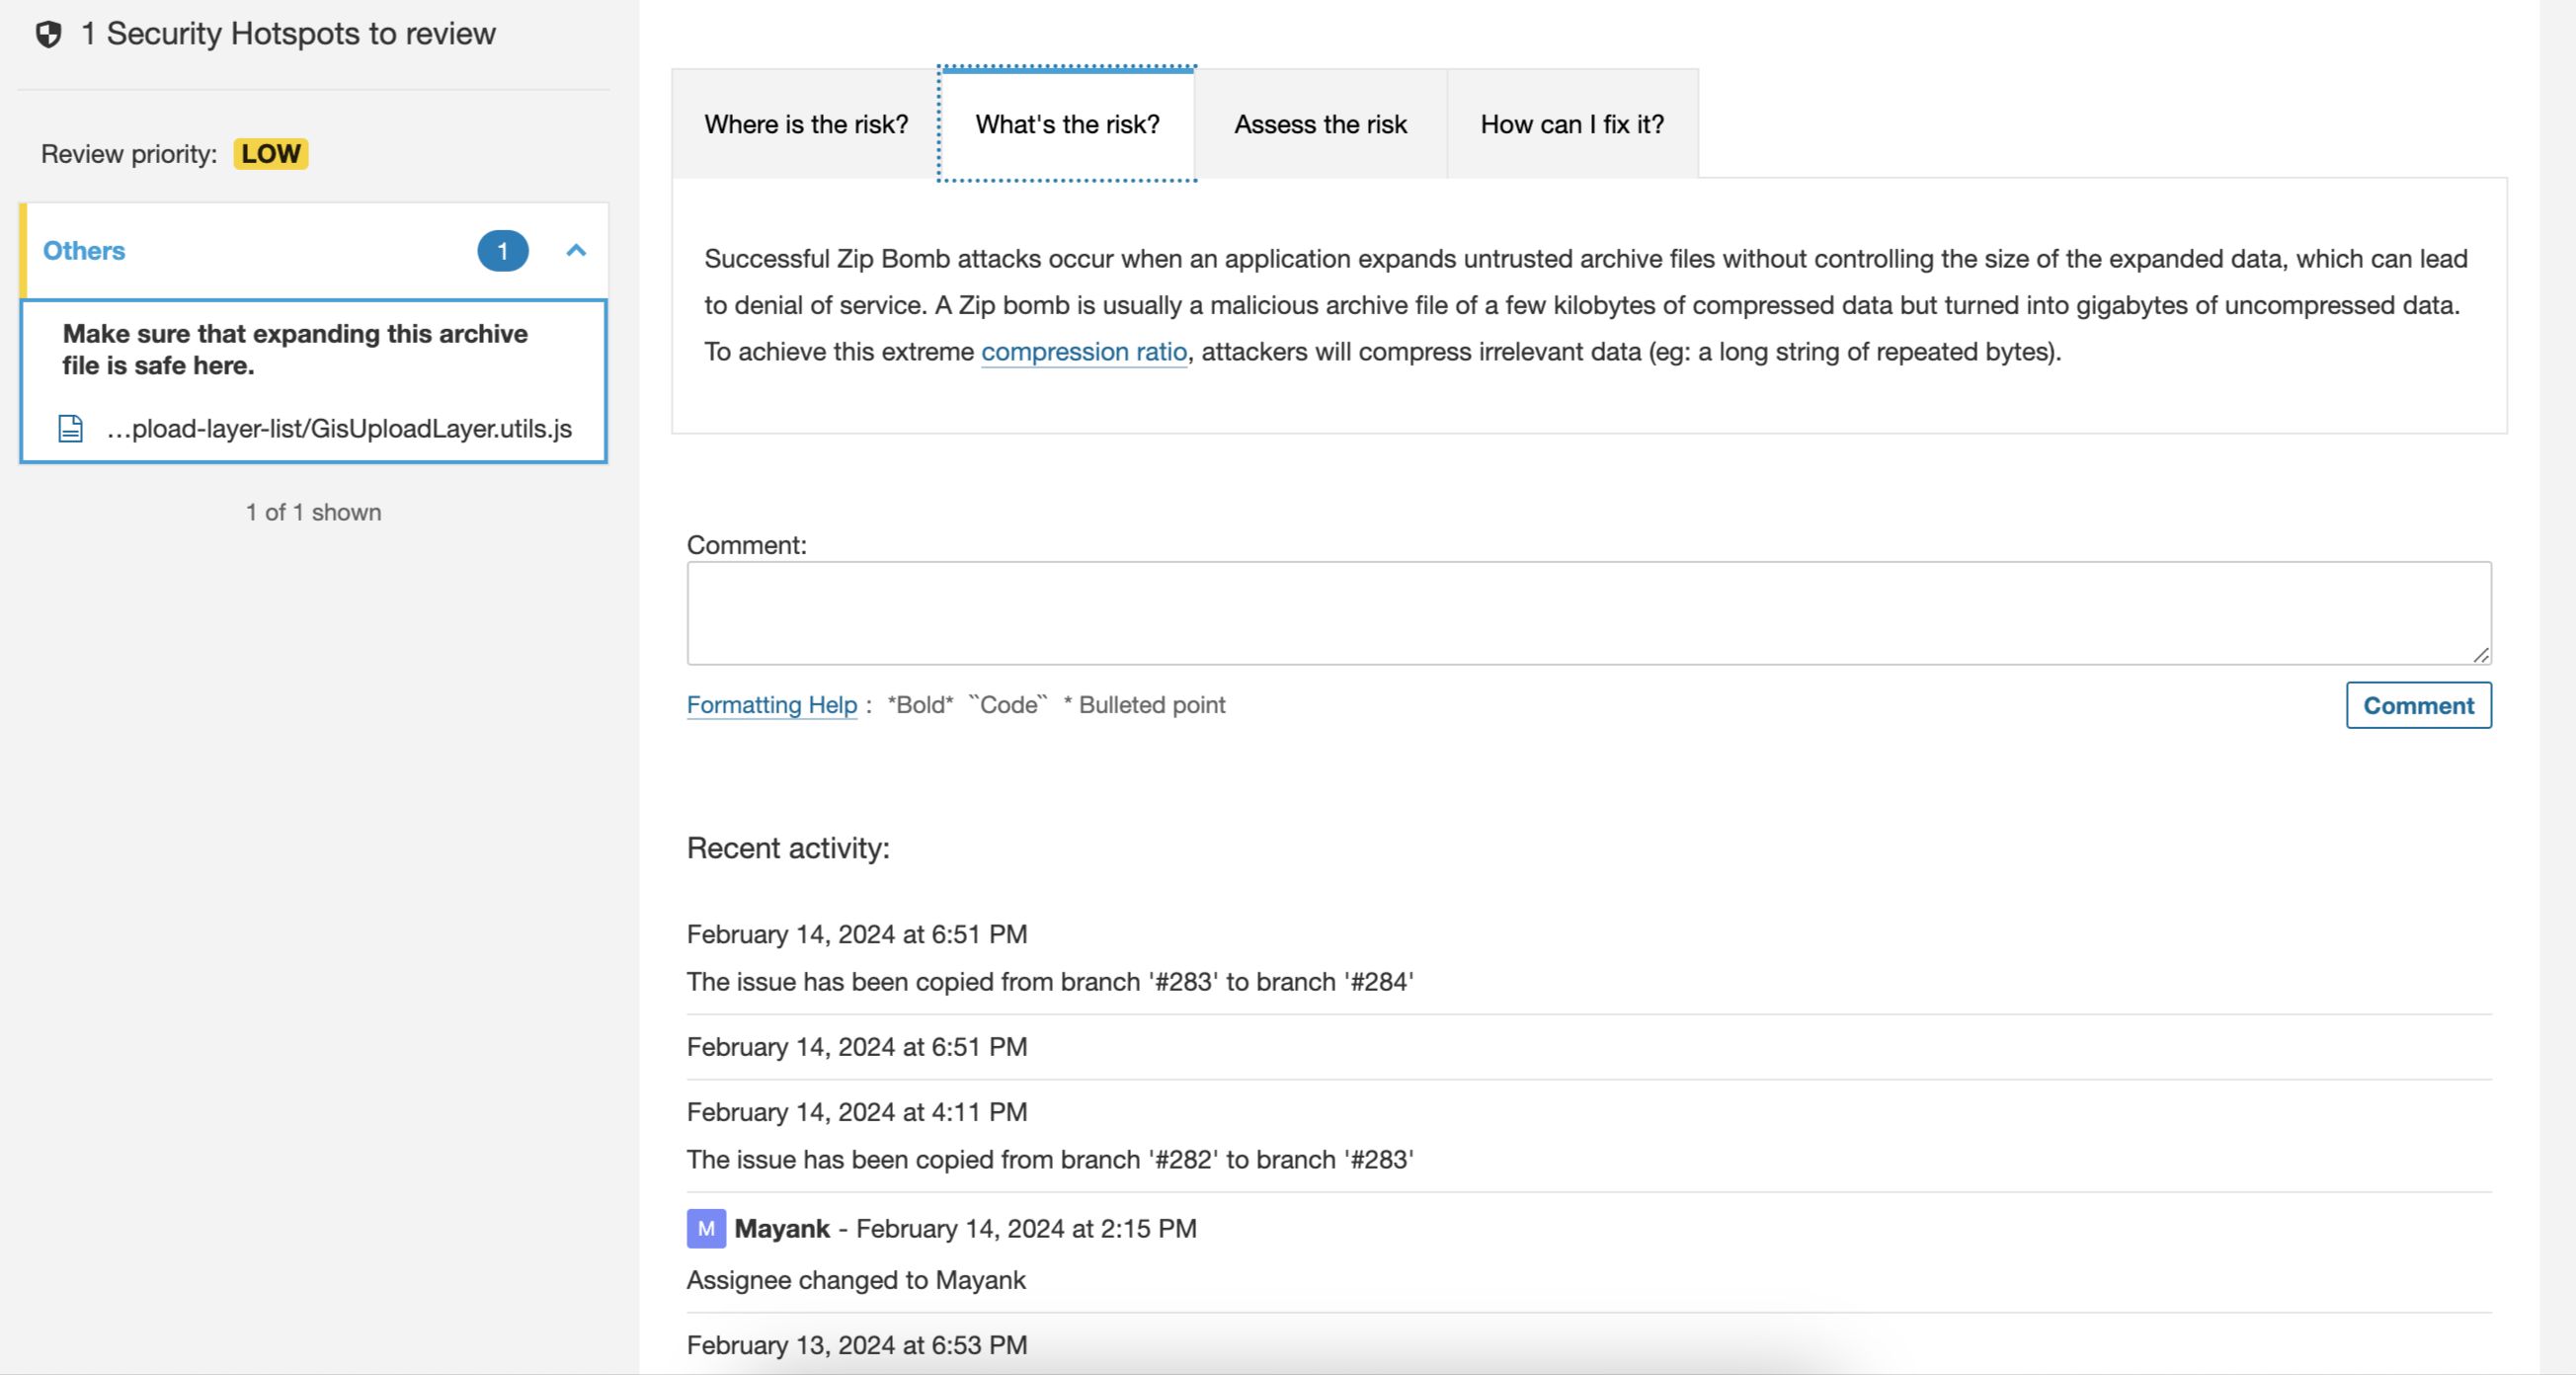 1 Security Hotspots to review
Review priority: LOW
Others 1
Make sure that expanding this archive
file is safe here.
...pload-layer-list/GisUploadLayer.utils.js
1 of 1 shown
Where is the risk? What's the risk? Assess the risk How can I fix it?
Successful Zip Bomb attacks occur when an application expands untrusted archive files without controlling the size of the expanded data, which can lead
to denial of service. A Zip bomb is usually a malicious archive file of a few kilobytes of compressed data but turned into gigabytes of uncompressed data.
To achieve this extreme compression ratio, attackers will compress irrelevant data (eg: a long string of repeated bytes).
Comment:
Formatting Help : *Bold* ``Code`` * Bulleted point
Comment
Recent activity:
February 14, 2024 at 6:51 PM
The issue has been copied from branch '#283' to branch '#284'
February 14, 2024 at 6:51 PM
February 14, 2024 at 4:11 PM
The issue has been copied from branch '#282' to branch '#283'
M Mayank - February 14, 2024 at 2:15 PM
Assignee changed to Mayank
February 13, 2024 at 6:53 PM